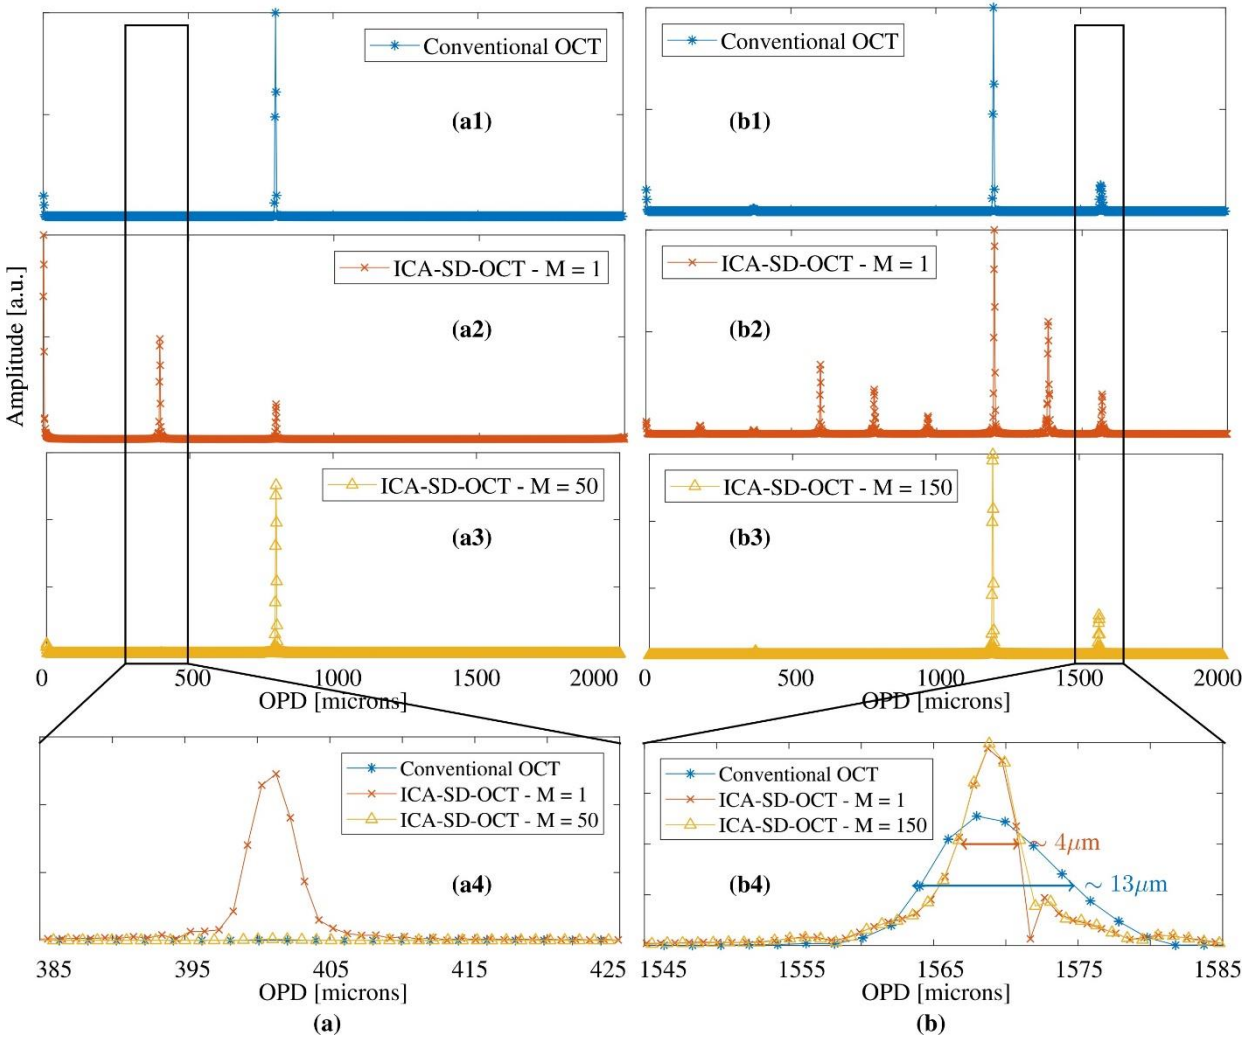 Conventional OCT
(a1)
Conventional OCT
(b1)
ICA-SD-OCT - M = 1
(a2)
ICA-SD-OCT - M = 1
(b2)
Amplitude [a.u.]
ICA-SD-OCT - M = 50
(a3)
ICA-SD-OCT - M = 150
(b3)
0 500 1000 1500 2000
OPD [microns]
0 500 1000 1500 2000
OPD [microns]
Conventional OCT
ICA-SD-OCT - M = 1
ICA-SD-OCT - M = 50
(a4)
Conventional OCT
ICA-SD-OCT - M = 1
ICA-SD-OCT - M = 150
~ 4μm
(b4)
~ 13μm
385 395 405 415 425
OPD [microns]
1545 1555 1565 1575 1585
OPD [microns]
(a)
(b)